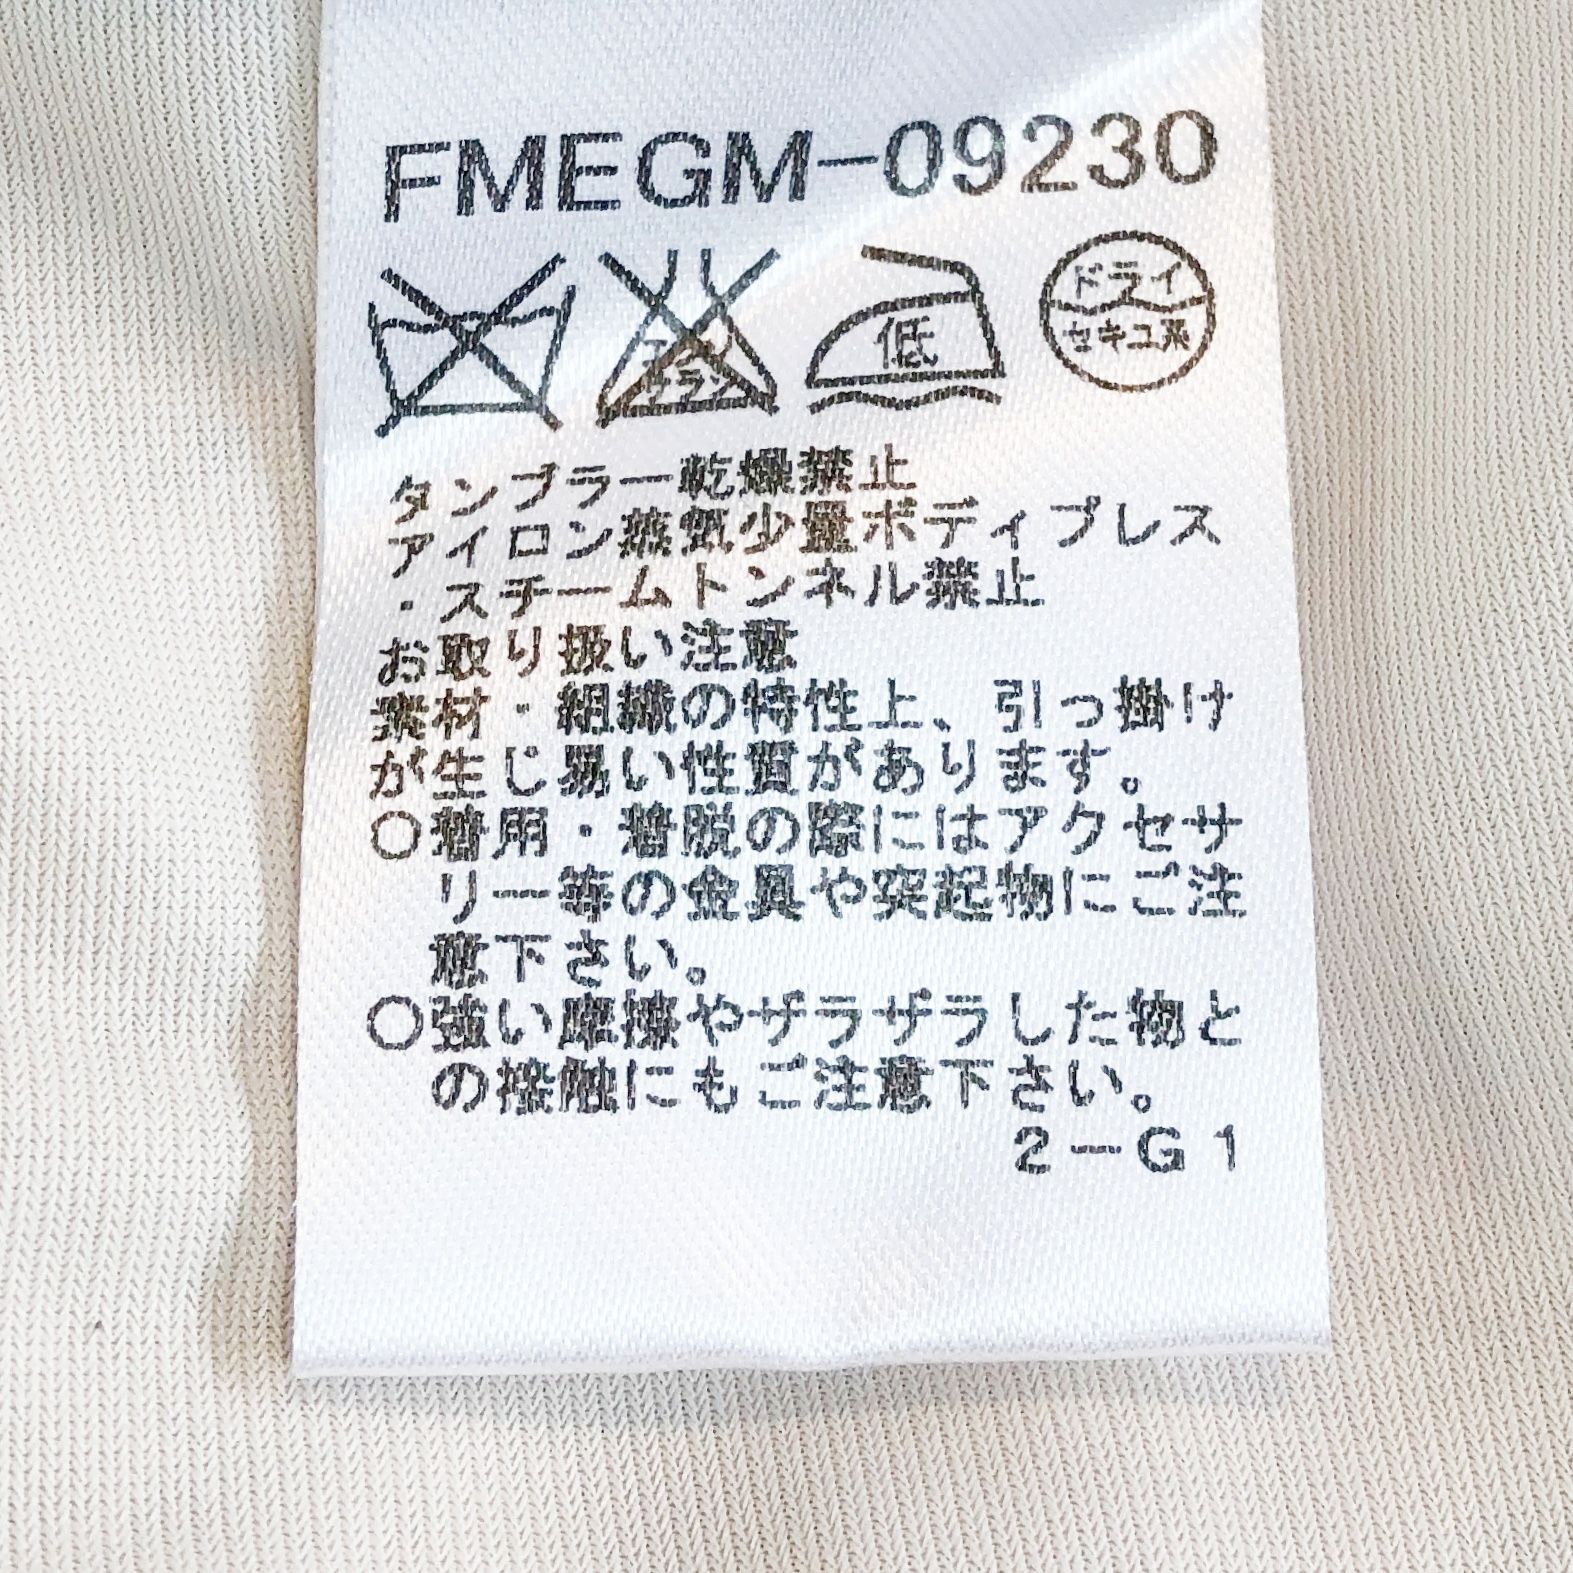 FMEGM-09230
エンソサラシ 低 ドライ
セキユ系
タンブラー乾燥禁止
アイロン蒸気少量ボディプレス
・スチームトンネル禁止
お取り扱い注意
素材・組織の特性上、引っ掛け
が生じ易い性質があります。
○着用・着脱の際にはアクセサ
リー等の金具や突起物にご注
意下さい。
○強い摩擦やザラザラした物と
の接触にもご注意下さい。
2-G1